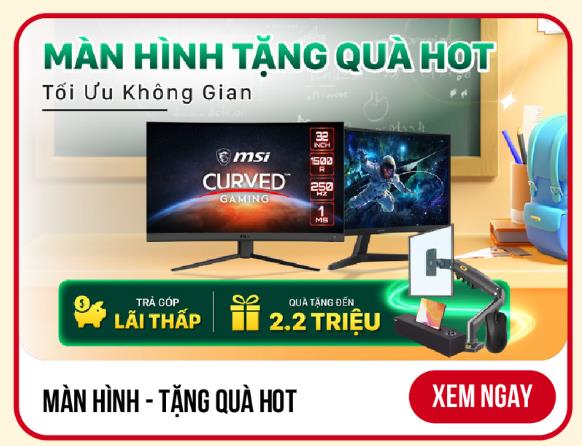 MÀN HÌNH TẶNG QUÀ HOT
Tối Ưu Không Gian
msi
CURVED™
GAMING
32
INCH
1500
R
250
HZ
1
MS
TRẢ GÓP
LÃI THẤP
QUÀ TẶNG ĐẾN
2.2 TRIỆU
MÀN HÌNH - TẶNG QUÀ HOT
XEM NGAY